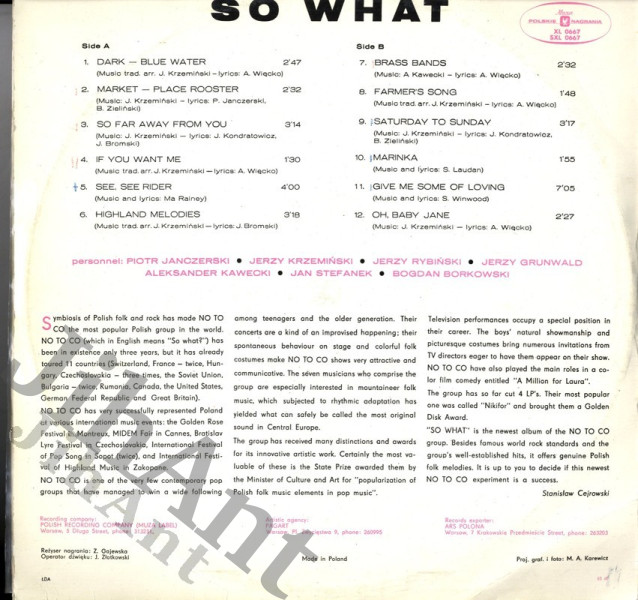 SO WHAT
Muza
POLSKIE NAGRANIA
XL 0667
SXL 0667
Side A
1. DARK — BLUE WATER 2'47
(Music trad. arr. J. Krzemiński – lyrics: A. Więcko)
2. MARKET — PLACE ROOSTER 2'32
(Music: J. Krzemiński – lyrics: P. Janczerski,
B. Zieliński)
3. SO FAR AWAY FROM YOU 3'14
(Music: J. Krzemiński – lyrics: J. Kondratowicz,
J. Bromski)
4. IF YOU WANT ME 1'30
(Music trad. arr. J. Krzemiński – lyrics: A. Więcko)
5. SEE, SEE RIDER 4'00
(Music and lyrics: Ma Rainey)
6. HIGHLAND MELODIES 3'18
(Music trad. arr. J. Krzemiński – lyrics: J. Bromski)
Side B
7. BRASS BANDS 2'32
(Music: A Kawecki – lyrics: A. Więcko)
8. FARMER'S SONG 1'48
(Music trad. arr. J. Krzemiński – lyrics: A. Więcko)
9. SATURDAY TO SUNDAY 3'17
(Music: J. Krzemiński – lyrics: J. Kondratowicz,
B. Zieliński)
10. MARINKA 1'55
(Music and lyrics: S. Laudan)
11. GIVE ME SOME OF LOVING 7'05
(Music and lyrics: S. Winwood)
12. OH, BABY JANE 2'27
(Music: J. Krzemiński – lyrics: A. Więcko)
personnel: PIOTR JANCZERSKI ● JERZY KRZEMIŃSKI ● JERZY RYBIŃSKI ● JERZY GRUNWALD
ALEKSANDER KAWECKI ● JAN STEFANEK ● BOGDAN BORKOWSKI
Symbiosis of Polish folk and rock has made NO TO
CO the most popular Polish group in the world.
NO TO CO (which in English means "So what?") has
been in existence only three years, but it has already
toured 11 countries (Switzerland, France – twice, Hun-
gary, Czechoslovakia – three times, the Soviet Union,
Bulgaria – twice, Rumania, Canada, the United States,
German Federal Republic and Great Britain).
NO TO CO has very successfully represented Poland
at various international music events: the Golden Rose
Festival in Montreux, MIDEM Fair in Cannes, Bratislav
Lyre Festival in Czechoslovakia, International Festival
of Pop Song in Sopot (twice), and International Festi-
val of Highland Music in Zakopane.
NO TO CO is one of the very few contemporary pop
groups that have managed to win a wide following
among teenagers and the older generation. Their
concerts are a kind of an improvised happening; their
spontaneous behaviour on stage and colorful folk
costumes make NO TO CO shows very attractive and
communicative. The seven musicians who comprise the
group are especially interested in mountaineer folk
music, which subjected to rhythmic adaptation has
yielded what can safely be called the most original
sound in Central Europe.
The group has received many distinctions and awards
for its innovative artistic work. Certainly the most va-
luable of these is the State Prize awarded them by
the Minister of Culture and Art for "popularization of
Polish folk music elements in pop music".
Television performances occupy a special position in
their career. The boys' natural showmanship and
picturesque costumes bring numerous invitations from
TV directors eager to have them appear on their show.
NO TO CO have also played the main roles in a co-
lor film comedy entitled "A Million for Laura".
The group has so far cut 4 LP's. Their most popular
one was called "Nikifor" and brought them a Golden
Disk Award.
"SO WHAT" is the newest album of the NO TO CO
group. Besides famous world rock standards and the
group's well-established hits, it offers genuine Polish
folk melodies. It is up to you to decide if this newest
NO TO CO experiment is a success.
Stanisław Cejrowski
Recording company:
POLISH RECORDING COMPANY (MUZA LABEL)
Warsaw, 5 Długa Street, phone:
Artistic agency:
PAGART
Records exporter:
ARS POLONA
Warsaw, 7 Krakowskie Przedmieście Street, phone:
Reżyser nagrania: Z. Gajewska
Operator dźwięku: J. Złotkowski
Made in Poland
Proj. graf. i foto: M. A. Karewicz
LDA